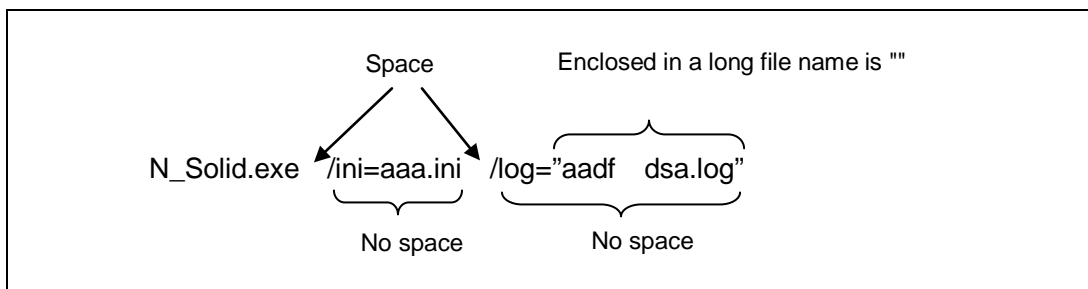 Space
Enclosed in a long file name is ""
N_Solid.exe /ini=aaa.ini /log=”aadf dsa.log”
No space
No space